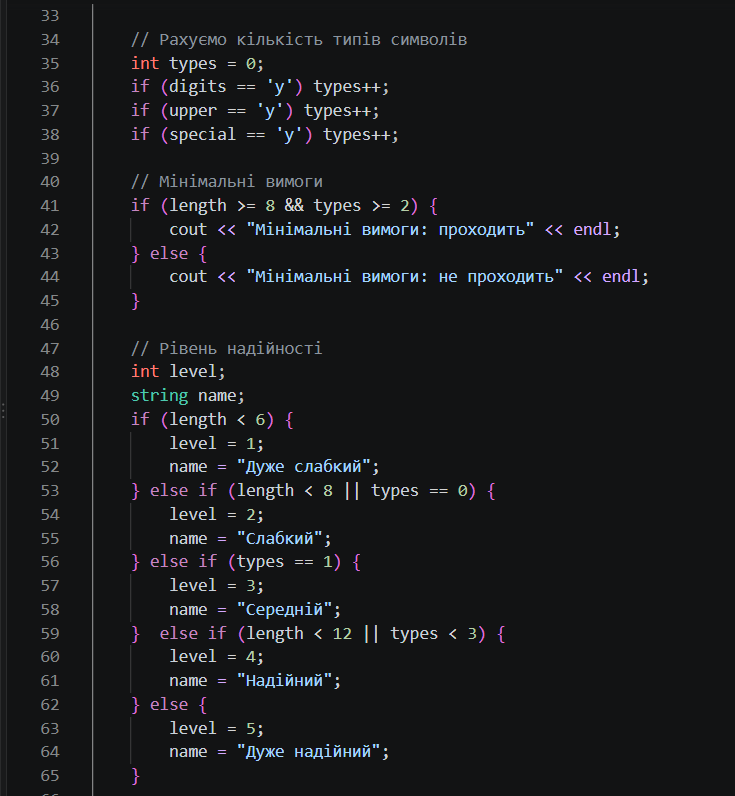 33
34 // Рахуємо кількість типів символів
35 int types = 0;
36 if (digits == 'y') types++;
37 if (upper == 'y') types++;
38 if (special == 'y') types++;
39
40 // Мінімальні вимоги
41 if (length >= 8 && types >= 2) {
42 cout << "Мінімальні вимоги: проходить" << endl;
43 } else {
44 cout << "Мінімальні вимоги: не проходить" << endl;
45 }
46
47 // Рівень надійності
48 int level;
49 string name;
50 if (length < 6) {
51 level = 1;
52 name = "Дуже слабкий";
53 } else if (length < 8 || types == 0) {
54 level = 2;
55 name = "Слабкий";
56 } else if (types == 1) {
57 level = 3;
58 name = "Середній";
59 }  else if (length < 12 || types < 3) {
60 level = 4;
61 name = "Надійний";
62 } else {
63 level = 5;
64 name = "Дуже надійний";
65 }